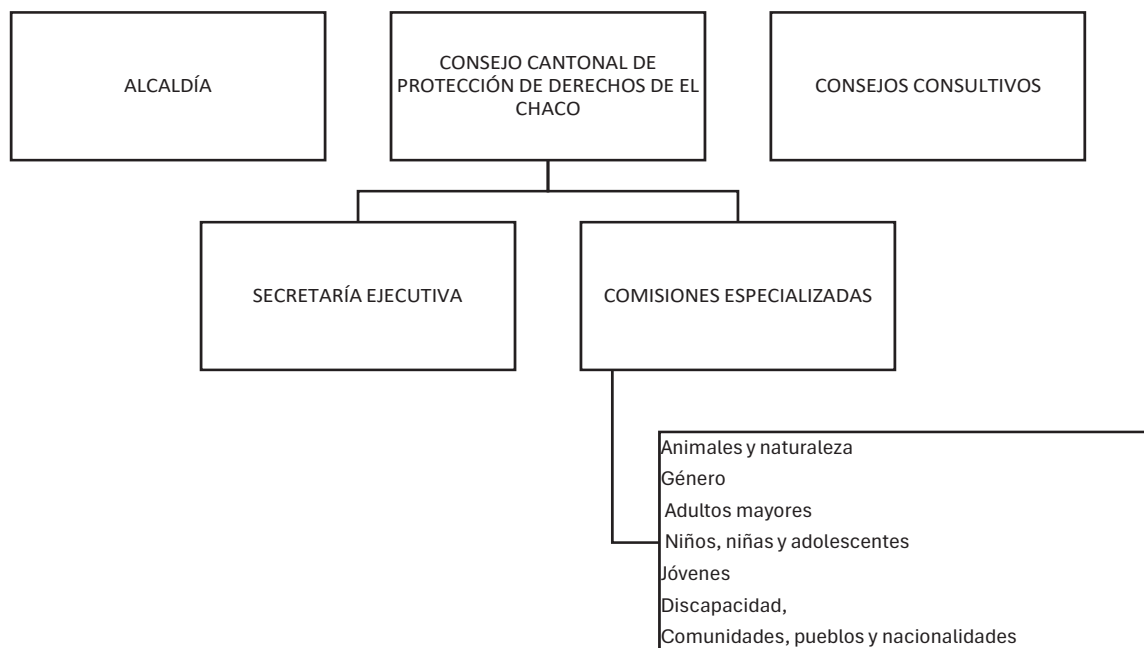 ALCALDÍA
CONSEJO CANTONAL DE
PROTECCIÓN DE DERECHOS DE EL
CHACO
CONSEJOS CONSULTIVOS
SECRETARÍA EJECUTIVA
COMISIONES ESPECIALIZADAS
Animales y naturaleza
Género
Adultos mayores
Niños, niñas y adolescentes
Jóvenes
Discapacidad,
Comunidades, pueblos y nacionalidades